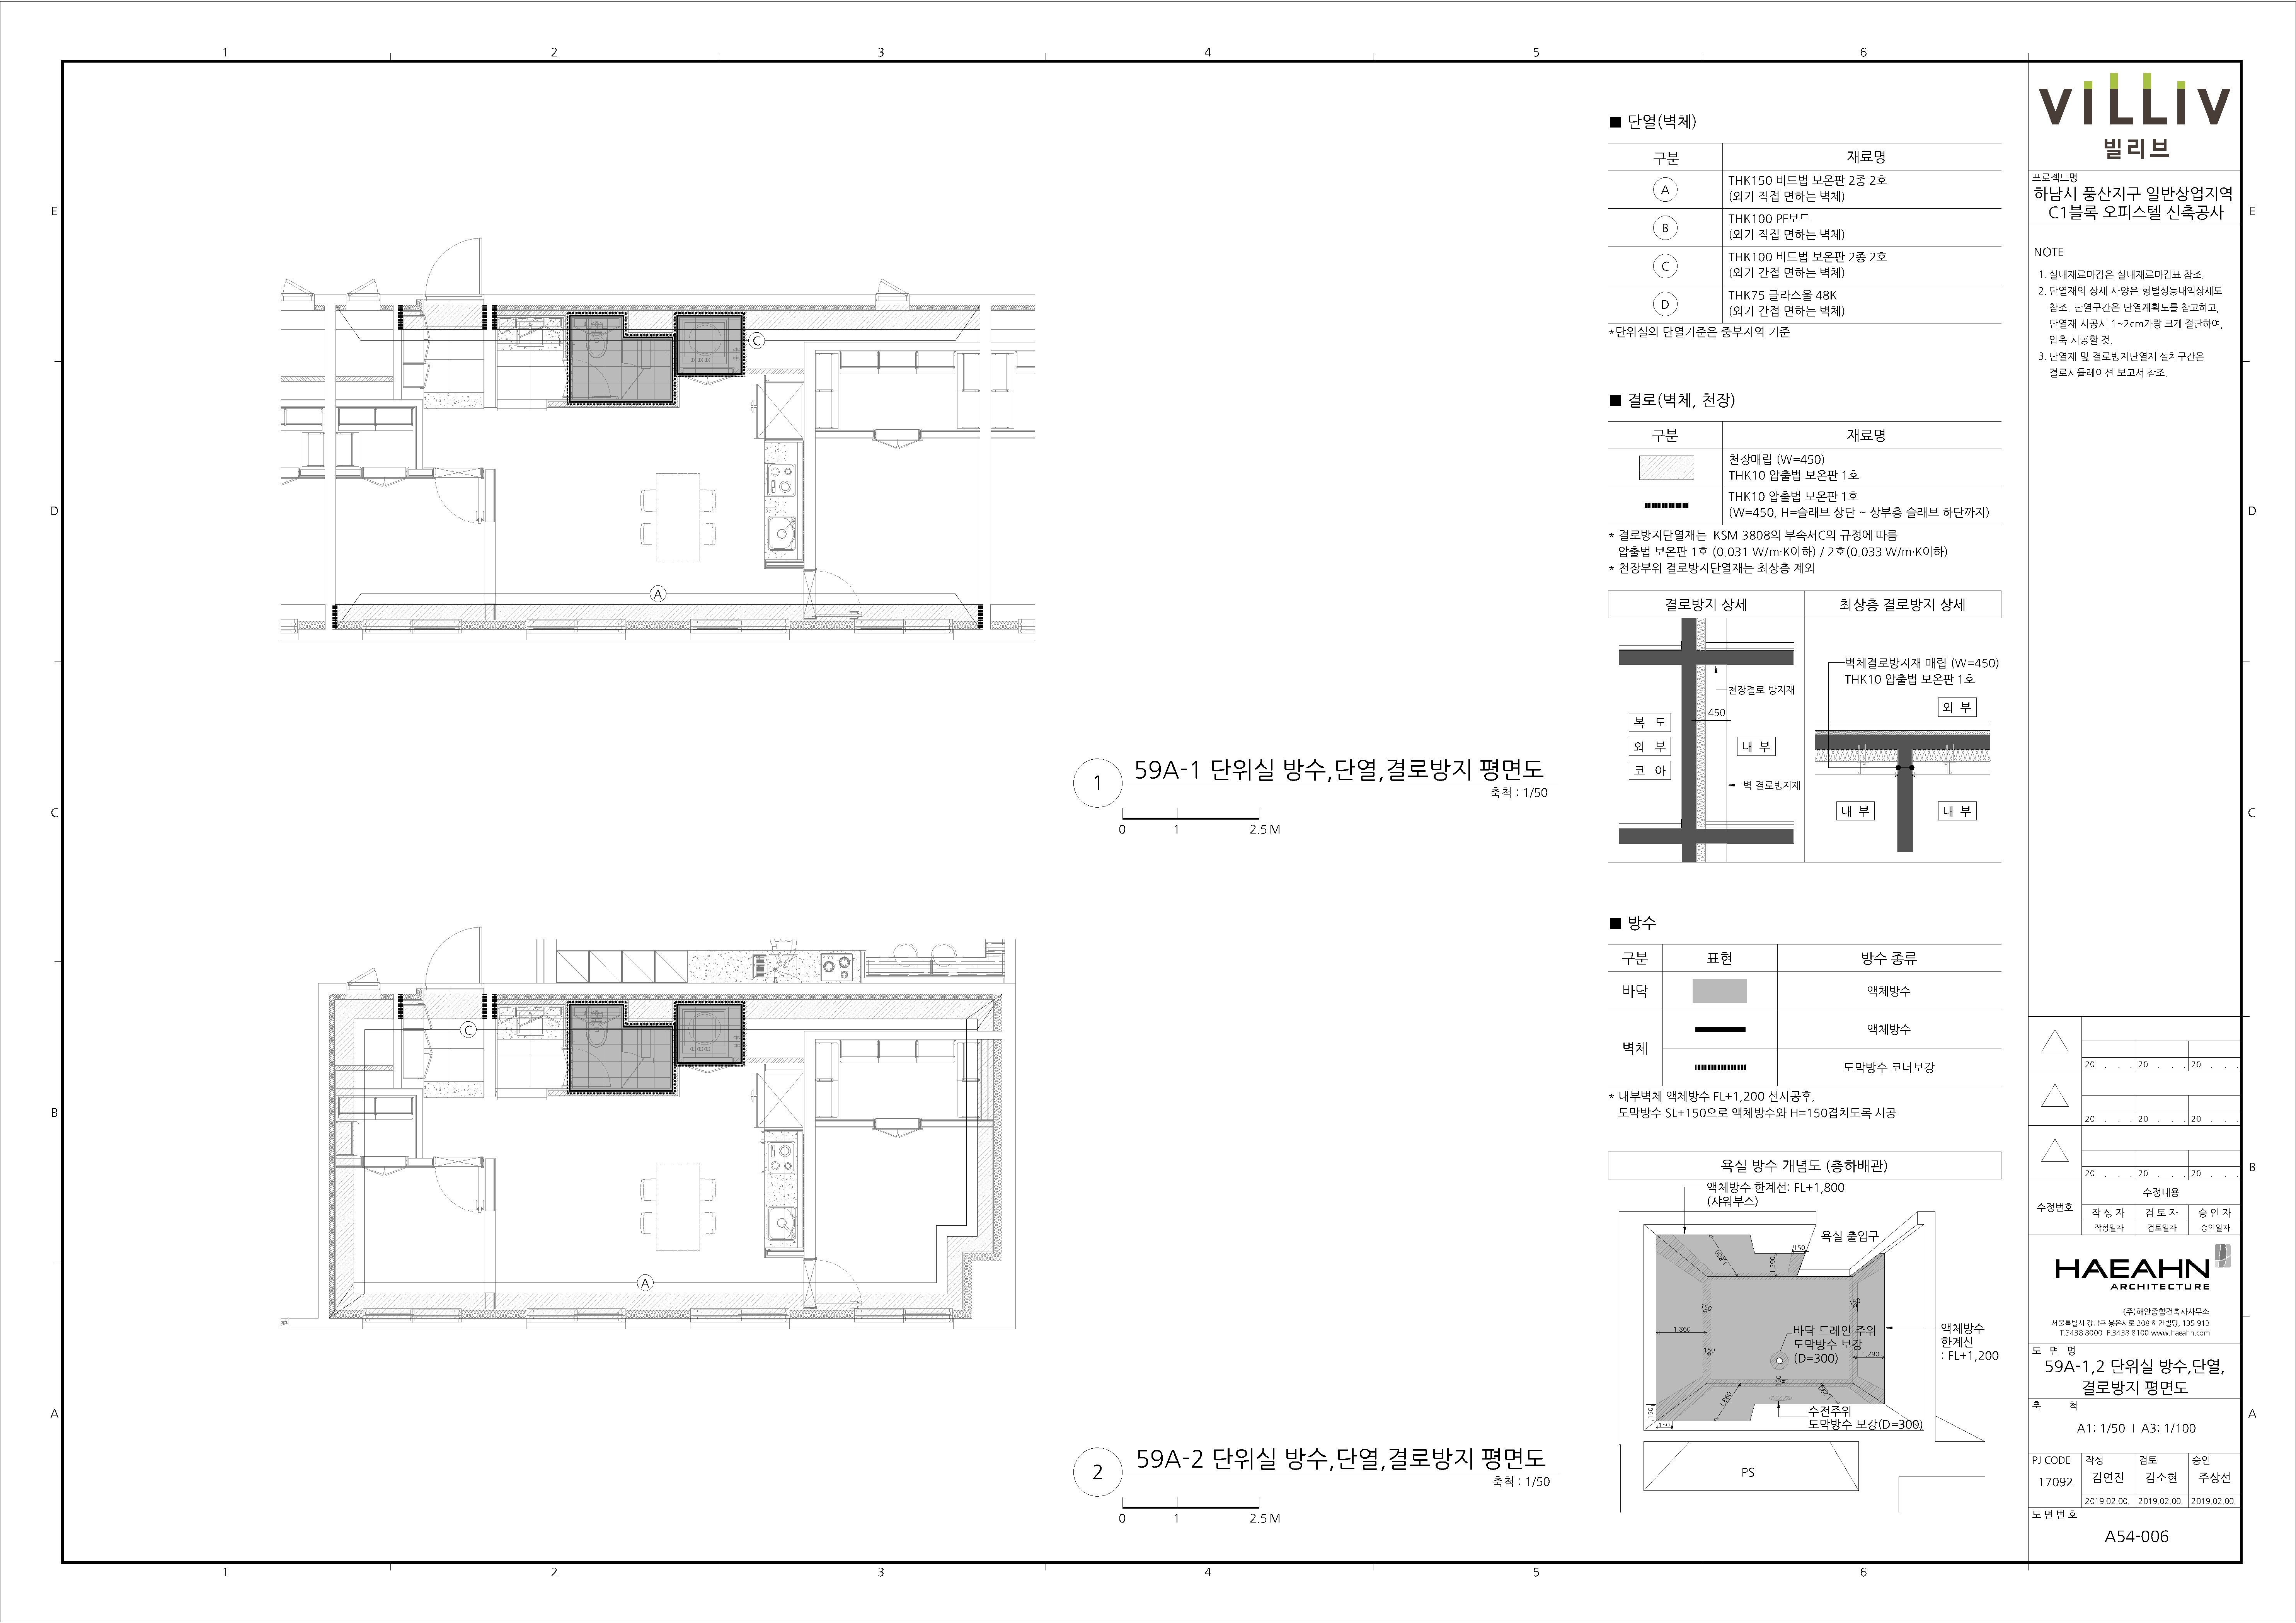 1 2 3 4 5 6
E
D
C
B
A
C
A
1
59A-1 단위실 방수,단열,결로방지 평면도
축척 : 1/50
0 1 2.5 M
C
A
2
59A-2 단위실 방수,단열,결로방지 평면도
축척 : 1/50
0 1 2.5 M
■ 단열(벽체)
구분 재료명
A THK150 비드법 보온판 2종 2호
(외기 직접 면하는 벽체)
B THK100 PF보드
(외기 직접 면하는 벽체)
C THK100 비드법 보온판 2종 2호
(외기 간접 면하는 벽체)
D THK75 글라스울 48K
(외기 간접 면하는 벽체)
*단위실의 단열기준은 중부지역 기준
■ 결로(벽체, 천장)
구분 재료명
천장매립 (W=450)
THK10 압출법 보온판 1호
THK10 압출법 보온판 1호
(W=450, H=슬래브 상단 ~ 상부층 슬래브 하단까지)
* 결로방지단열재는 KSM 3808의 부속서C의 규정에 따름
압출법 보온판 1호 (0.031 W/m·K이하) / 2호(0.033 W/m·K이하)
* 천장부위 결로방지단열재는 최상층 제외
결로방지 상세 최상층 결로방지 상세
천장결로 방지재
450
복 도
외 부
코 아
내 부
벽 결로방지재
벽체결로방지재 매립 (W=450)
THK10 압출법 보온판 1호
외 부
내 부 내 부
■ 방수
구분 표현 방수 종류
바닥 액체방수
벽체 액체방수
도막방수 코너보강
* 내부벽체 액체방수 FL+1,200 선시공후,
도막방수 SL+150으로 액체방수와 H=150겹치도록 시공
욕실 방수 개념도 (층하배관)
액체방수 한계선: FL+1,800
(샤워부스)
욕실 출입구
150
1,860
1,290
150
150
1,860
150
바닥 드레인 주위
도막방수 보강
(D=300)
1,290
액체방수
한계선
: FL+1,200
150
1,860
1,290
150
150
수전주위
도막방수 보강(D=300)
PS
VILLIV
빌리브
프로젝트명
하남시 풍산지구 일반상업지역
C1블록 오피스텔 신축공사
NOTE
1. 실내재료마감은 실내재료마감표 참조.
2. 단열재의 상세 사양은 형별성능내역상세도
참조. 단열구간은 단열계획도를 참고하고,
단열재 시공시 1~2cm가량 크게 절단하여,
압축 시공할 것.
3. 단열재 및 결로방지단열재 설치구간은
결로시뮬레이션 보고서 참조.
20 . . . 20 . . . 20 . . .
20 . . . 20 . . . 20 . . .
20 . . . 20 . . . 20 . . .
수정번호 수정내용
작 성 자 검 토 자 승 인 자
작성일자 검토일자 승인일자
HAEAHN
ARCHITECTURE
(주)해안종합건축사사무소
서울특별시 강남구 봉은사로 208 해안빌딩, 135-913
T.3438 8000 F.3438 8100 www.haeahn.com
도 면 명
59A-1,2 단위실 방수,단열,
결로방지 평면도
축 척
A1: 1/50 I A3: 1/100
PJ CODE 작성 검토 승인
17092 김연진 김소현 주상선
2019.02.00. 2019.02.00. 2019.02.00.
도 면 번 호
A54-006
E
D
C
B
A
1 2 3 4 5 6